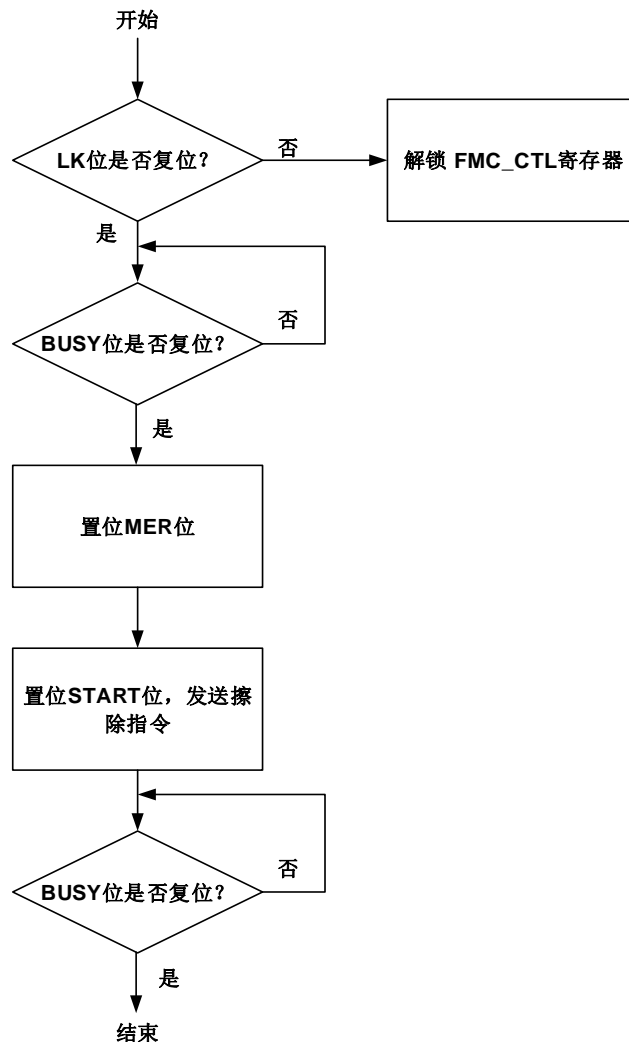 开始
LK位是否复位？
否
解锁 FMC_CTL寄存器
是
否
BUSY位是否复位？
是
置位MER位
置位START位，发送擦
除指令
否
BUSY位是否复位？
是
结束